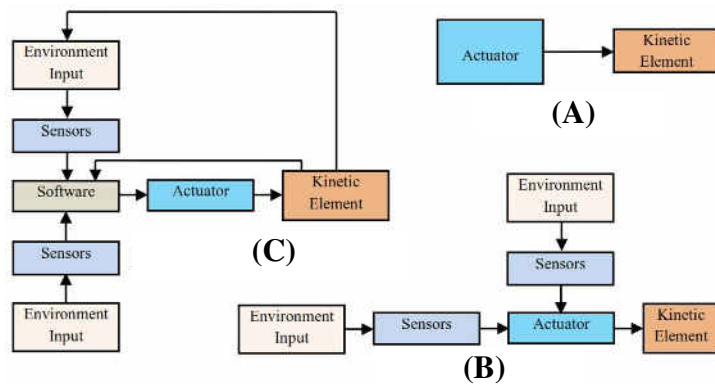 Environment
Input
Sensors
Software
Actuator
Kinetic
Element
Sensors
Environment
Input
(C)
Actuator
Kinetic
Element
(A)
Environment
Input
Sensors
Environment
Input
Sensors
Actuator
Kinetic
Element
(B)